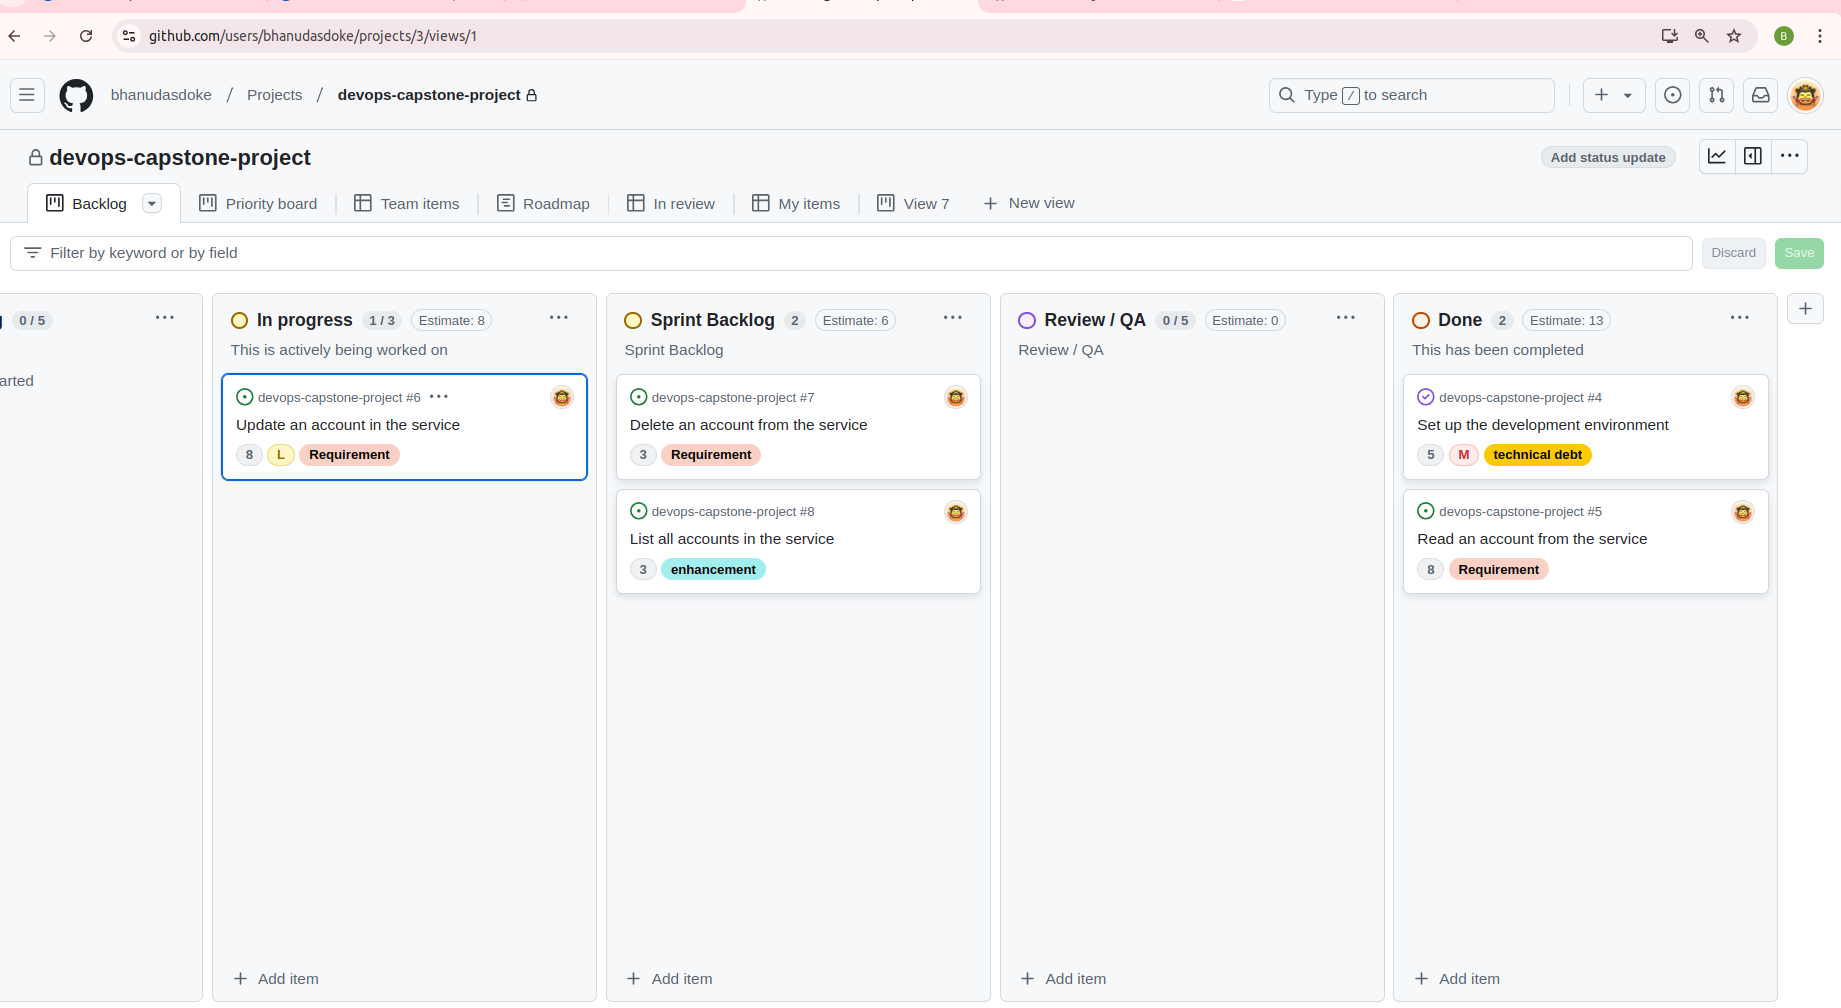 github.com/users/bhanudasdoke/projects/3/views/1
B
bhanudasdoke / Projects / devops-capstone-project
Type / to search
devops-capstone-project
Add status update
Backlog
Priority board
Team items
Roadmap
In review
My items
View 7
New view
Filter by keyword or by field
Discard
Save
0 / 5
arted
In progress 1 / 3 Estimate: 8
This is actively being worked on
devops-capstone-project #6
Update an account in the service
8 L Requirement
Add item
Sprint Backlog 2 Estimate: 6
Sprint Backlog
devops-capstone-project #7
Delete an account from the service
3 Requirement
devops-capstone-project #8
List all accounts in the service
3 enhancement
Add item
Review / QA 0 / 5 Estimate: 0
Review / QA
Add item
Done 2 Estimate: 13
This has been completed
devops-capstone-project #4
Set up the development environment
5 M technical debt
devops-capstone-project #5
Read an account from the service
8 Requirement
Add item